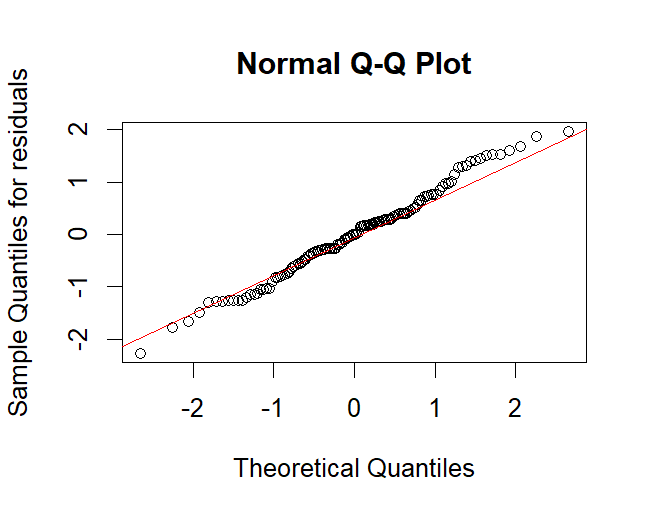 Normal Q-Q Plot
Sample Quantiles for residuals
2
1
0
-1
-2
-2 -1 0 1 2
Theoretical Quantiles